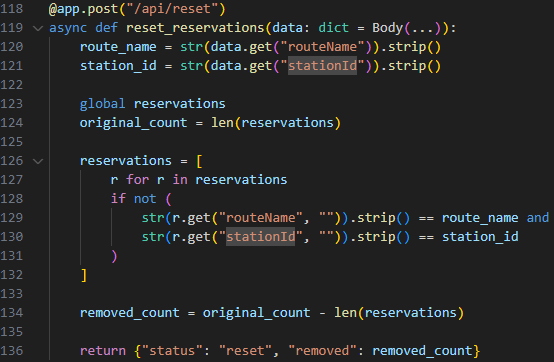 118 @app.post("/api/reset")
119 async def reset_reservations(data: dict = Body(...)):
120     route_name = str(data.get("routeName")).strip()
121     station_id = str(data.get("stationId")).strip()
122
123     global reservations
124     original_count = len(reservations)
125
126     reservations = [
127         r for r in reservations
128         if not (
129             str(r.get("routeName", "")).strip() == route_name and
130             str(r.get("stationId", "")).strip() == station_id
131         )
132     ]
133
134     removed_count = original_count - len(reservations)
135
136     return {"status": "reset", "removed": removed_count}